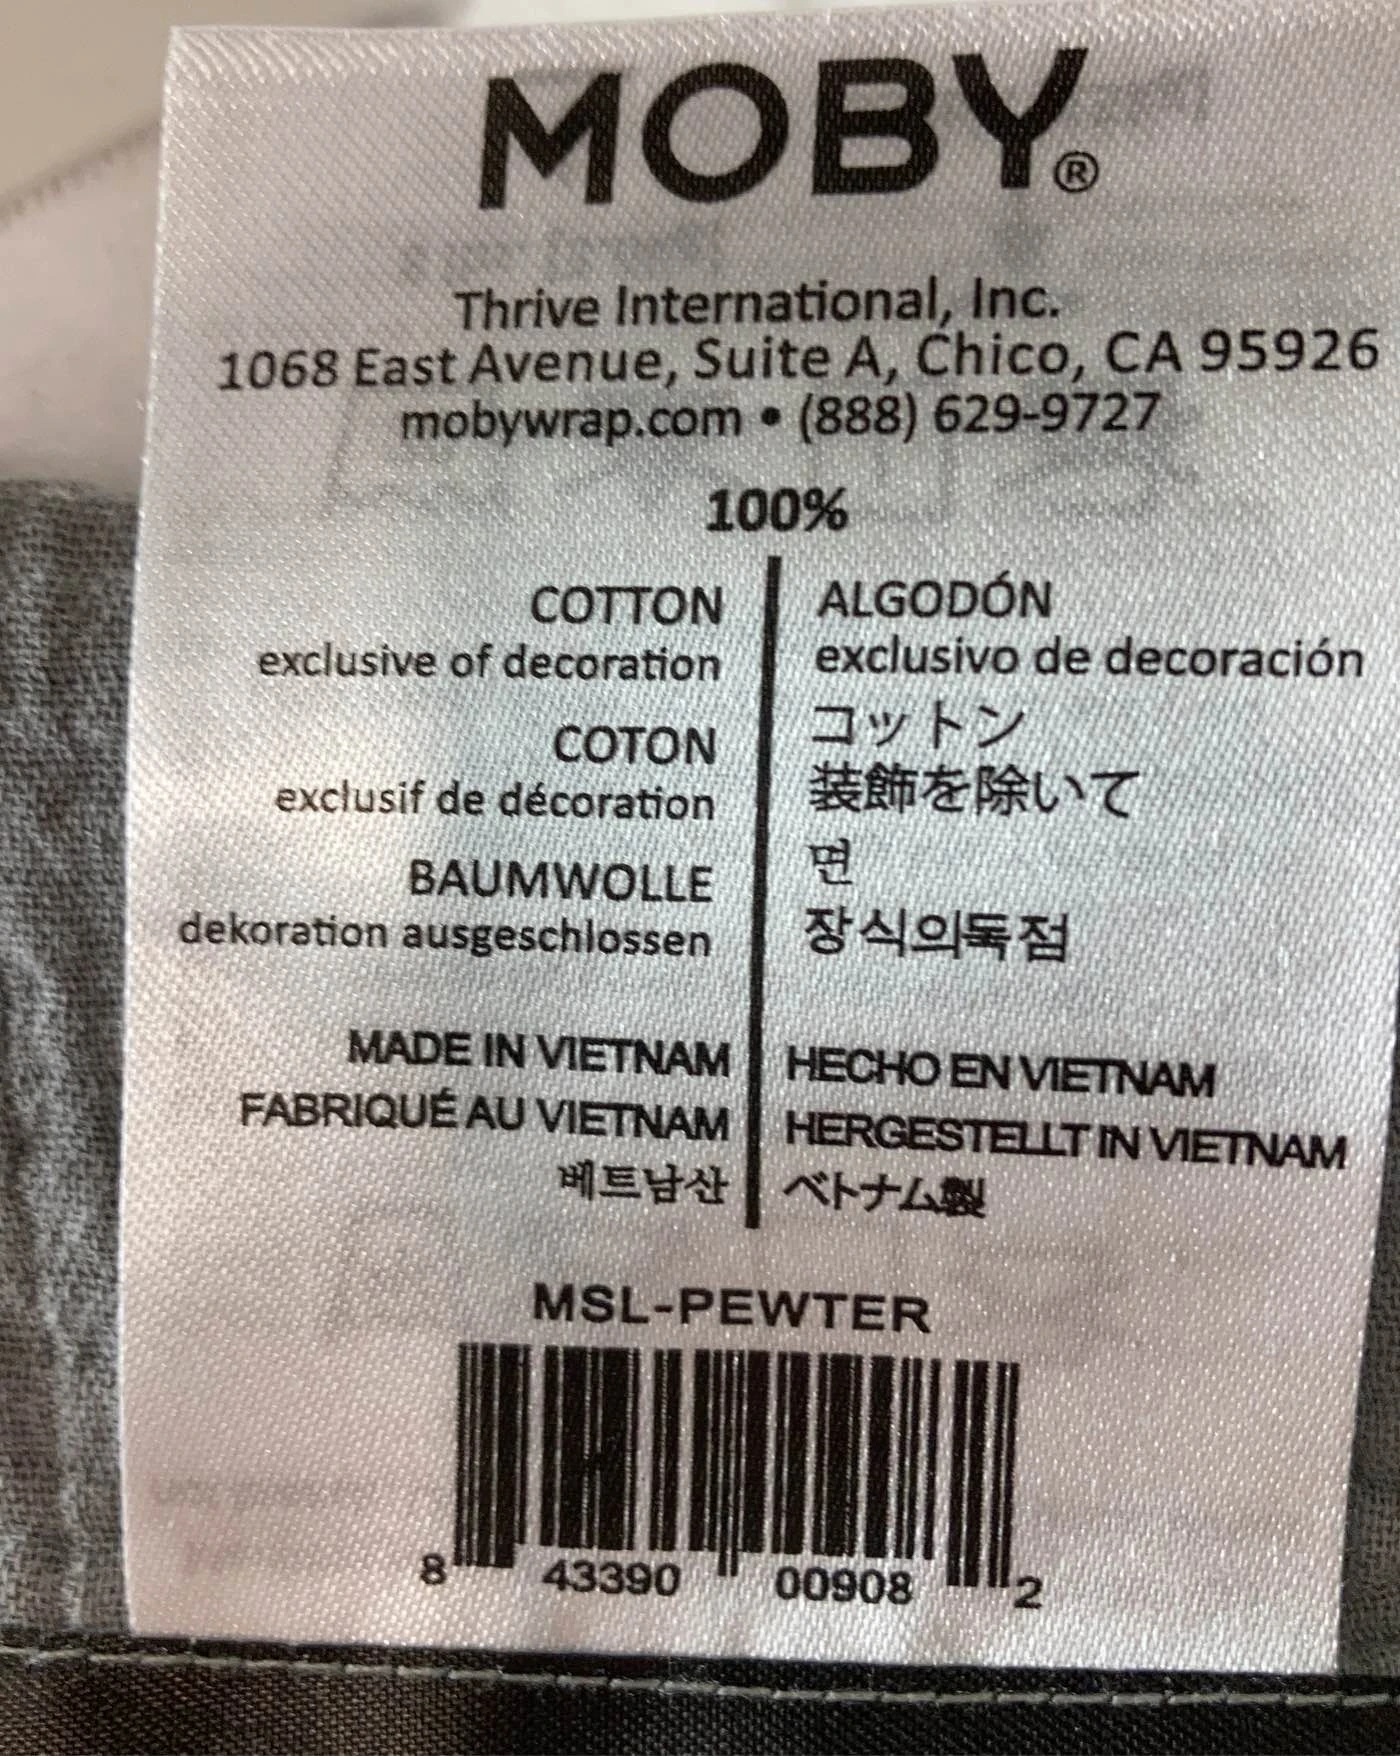 MOBY®
Thrive International, Inc.
1068 East Avenue, Suite A, Chico, CA 95926
mobywrap.com • (888) 629-9727
100%
COTTON
exclusive of decoration
COTON
exclusif de décoration
BAUMWOLLE
dekoration ausgeschlossen
ALGODÓN
exclusivo de decoración
コットン
装飾を除いて
면
장식의독점
MADE IN VIETNAM
FABRIQUÉ AU VIETNAM
베트남산
HECHO EN VIETNAM
HERGESTELLT IN VIETNAM
ベトナム製
MSL-PEWTER
8 43390 00908 2